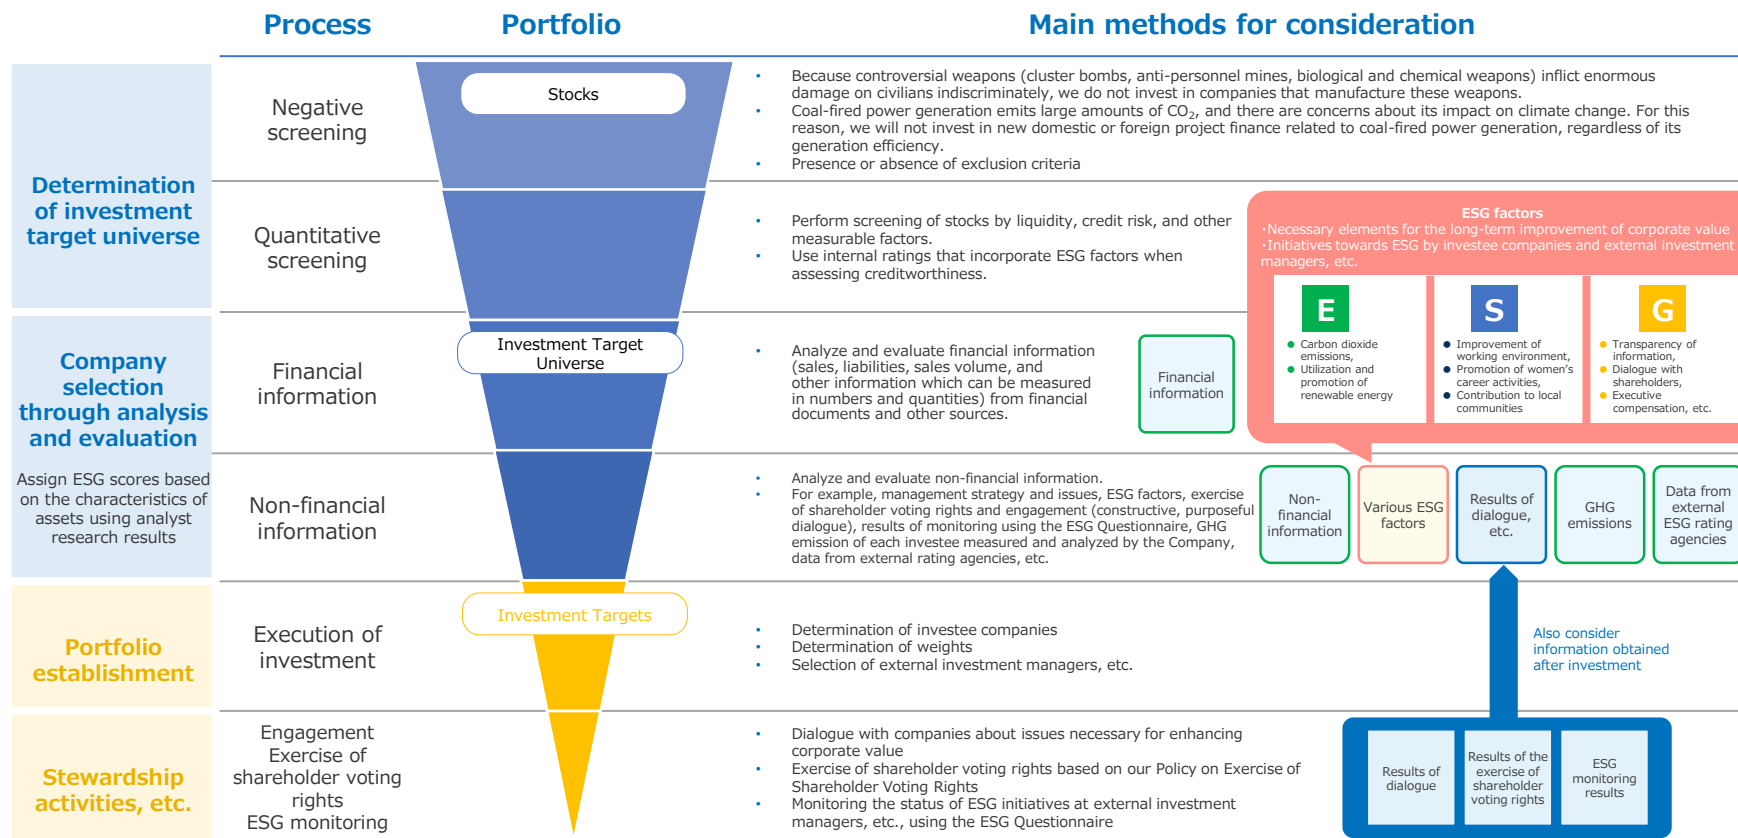 Process
Portfolio
Main methods for consideration
Determination
of investment
target universe
Negative
screening
Stocks
• Because controversial weapons (cluster bombs, anti-personnel mines, biological and chemical weapons) inflict enormous
damage on civilians indiscriminately, we do not invest in companies that manufacture these weapons.
• Coal-fired power generation emits large amounts of CO₂, and there are concerns about its impact on climate change. For this
reason, we will not invest in new domestic or foreign project finance related to coal-fired power generation, regardless of its
generation efficiency.
• Presence or absence of exclusion criteria
Quantitative
screening
• Perform screening of stocks by liquidity, credit risk, and other
measurable factors.
• Use internal ratings that incorporate ESG factors when
assessing creditworthiness.
ESG factors
・Necessary elements for the long-term improvement of corporate value
・Initiatives towards ESG by investee companies and external investment
managers, etc.
E
● Carbon dioxide
emissions,
● Utilization and
promotion of
renewable energy
S
● Improvement of
working environment,
● Promotion of women's
career activities,
● Contribution to local
communities
G
● Transparency of
information,
● Dialogue with
shareholders,
● Executive
compensation, etc.
Company
selection
through analysis
and evaluation
Assign ESG scores based
on the characteristics of
assets using analyst
research results
Financial
information
Investment Target
Universe
• Analyze and evaluate financial information
(sales, liabilities, sales volume, and
other information which can be measured
in numbers and quantities) from financial
documents and other sources.
Financial
information
Non-financial
information
• Analyze and evaluate non-financial information.
• For example, management strategy and issues, ESG factors, exercise
of shareholder voting rights and engagement (constructive, purposeful
dialogue), results of monitoring using the ESG Questionnaire, GHG
emission of each investee measured and analyzed by the Company,
data from external rating agencies, etc.
Non-
financial
information
Various ESG
factors
Results of
dialogue,
etc.
GHG
emissions
Data from
external
ESG rating
agencies
Portfolio
establishment
Execution of
investment
Investment Targets
• Determination of investee companies
• Determination of weights
• Selection of external investment managers, etc.
Also consider
information obtained
after investment
Stewardship
activities, etc.
Engagement
Exercise of
shareholder voting
rights
ESG monitoring
• Dialogue with companies about issues necessary for enhancing
corporate value
• Exercise of shareholder voting rights based on our Policy on Exercise of
Shareholder Voting Rights
• Monitoring the status of ESG initiatives at external investment
managers, etc., using the ESG Questionnaire
Results of
dialogue
Results of the
exercise of
shareholder
voting rights
ESG
monitoring
results